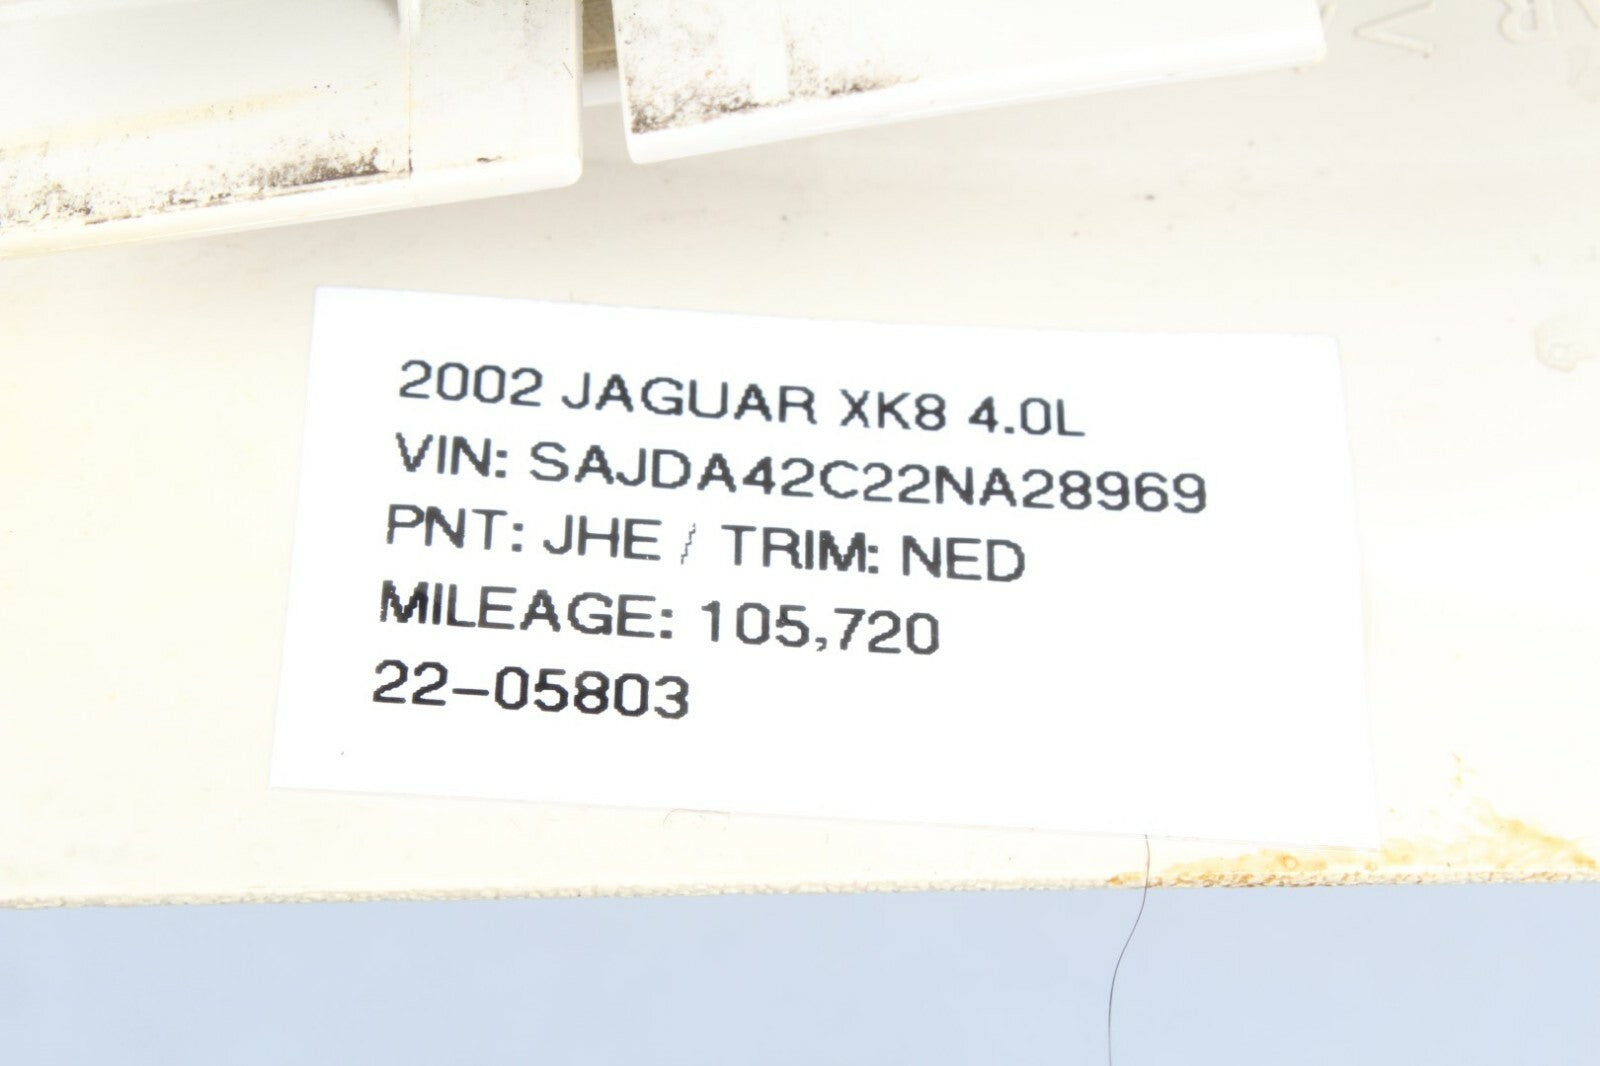 2002 JAGUAR XK8 4.0L
VIN: SAJDA42C22NA28969
PNT: JHE / TRIM: NED
MILEAGE: 105,720
22-05803